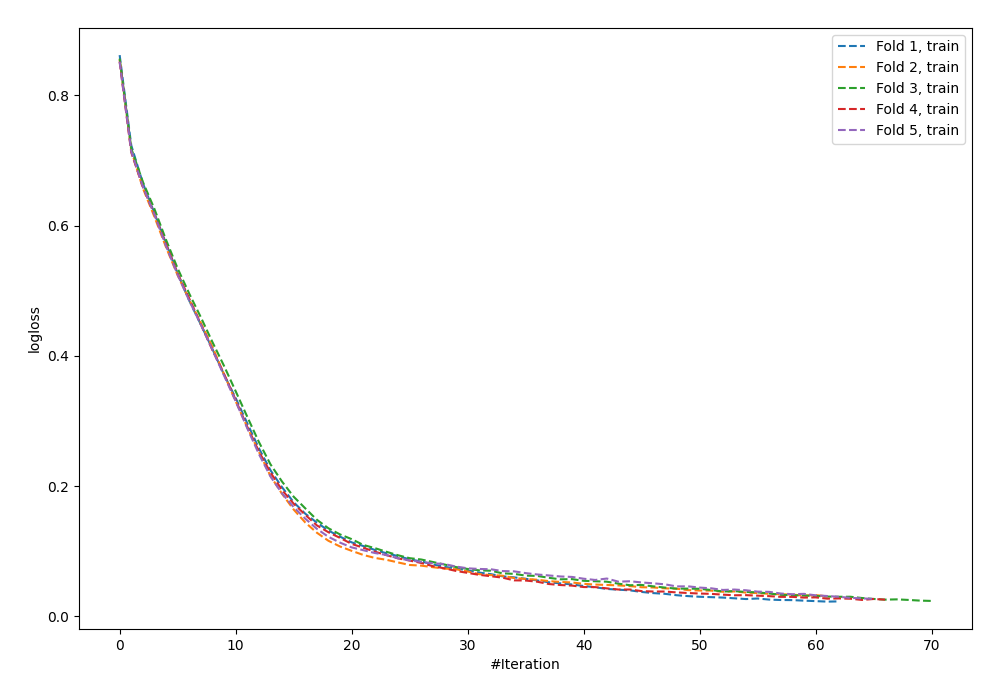 Fold 1, train
Fold 2, train
Fold 3, train
Fold 4, train
Fold 5, train
0.8
0.6
0.4
0.2
0.0
logloss
0 10 20 30 40 50 60 70
#Iteration